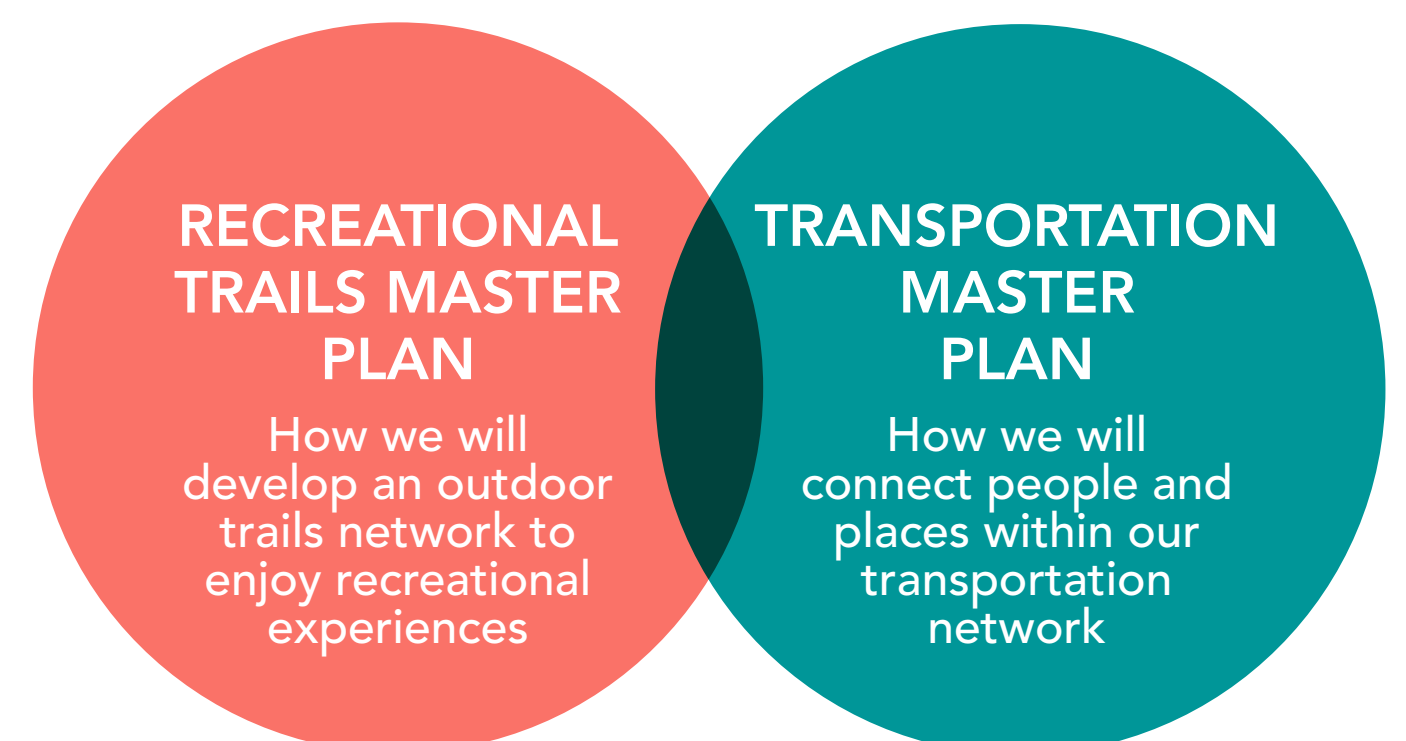 RECREATIONAL
TRAILS MASTER
PLAN
How we will
develop an outdoor
trails network to
enjoy recreational
experiences
TRANSPORTATION
MASTER
PLAN
How we will
connect people and
places within our
transportation
network